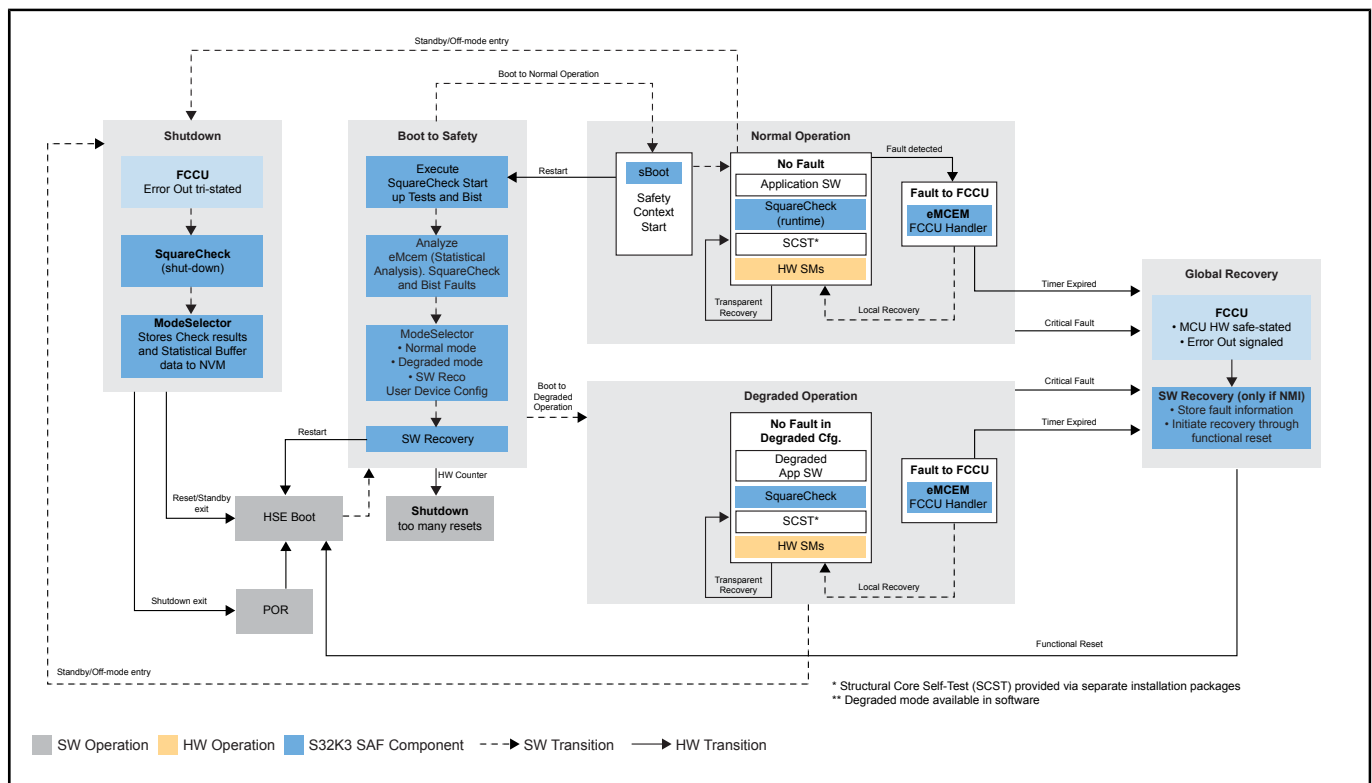 Standby/Off-mode entry
Boot to Normal Operation
Shutdown
FCCU
Error Out tri-stated
SquareCheck
(shut-down)
ModeSelector
Stores Check results
and Statistical Buffer
data to NVM
Boot to Safety
Execute
SquareCheck Start
up Tests and Bist
Analyze
eMcem (Statistical
Analysis). SquareCheck
and Bist Faults
ModeSelector
• Normal mode
• Degraded mode
• SW Reco
User Device Config
SW Recovery
Restart
Normal Operation
sBoot
Safety
Context
Start
No Fault
Application SW
SquareCheck
(runtime)
SCST*
HW SMs
Transparent
Recovery
Local Recovery
Fault detected
Fault to FCCU
eMCEM
FCCU Handler
Timer Expired
Critical Fault
Global Recovery
FCCU
• MCU HW safe-stated
• Error Out signaled
SW Recovery (only if NMI)
• Store fault information
• Initiate recovery through
functional reset
Boot to
Degraded
Operation
Degraded Operation
No Fault in
Degraded Cfg.
Degraded
App SW
SquareCheck
SCST*
HW SMs
Transparent
Recovery
Local Recovery
Fault to FCCU
eMCEM
FCCU Handler
Critical Fault
Timer Expired
Restart
HW Counter
Reset/Standby
exit
HSE Boot
Shutdown
too many resets
Shutdown exit
POR
Functional Reset
Standby/Off-mode entry
* Structural Core Self-Test (SCST) provided via separate installation packages
** Degraded mode available in software
SW Operation
HW Operation
S32K3 SAF Component
SW Transition
HW Transition